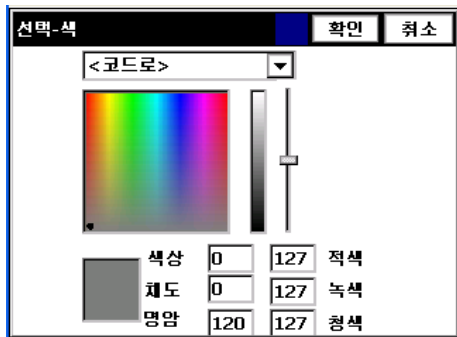 선택-색 확인 취소
<코드로>
색상 0 127 적색
채도 0 127 녹색
명암 120 127 청색